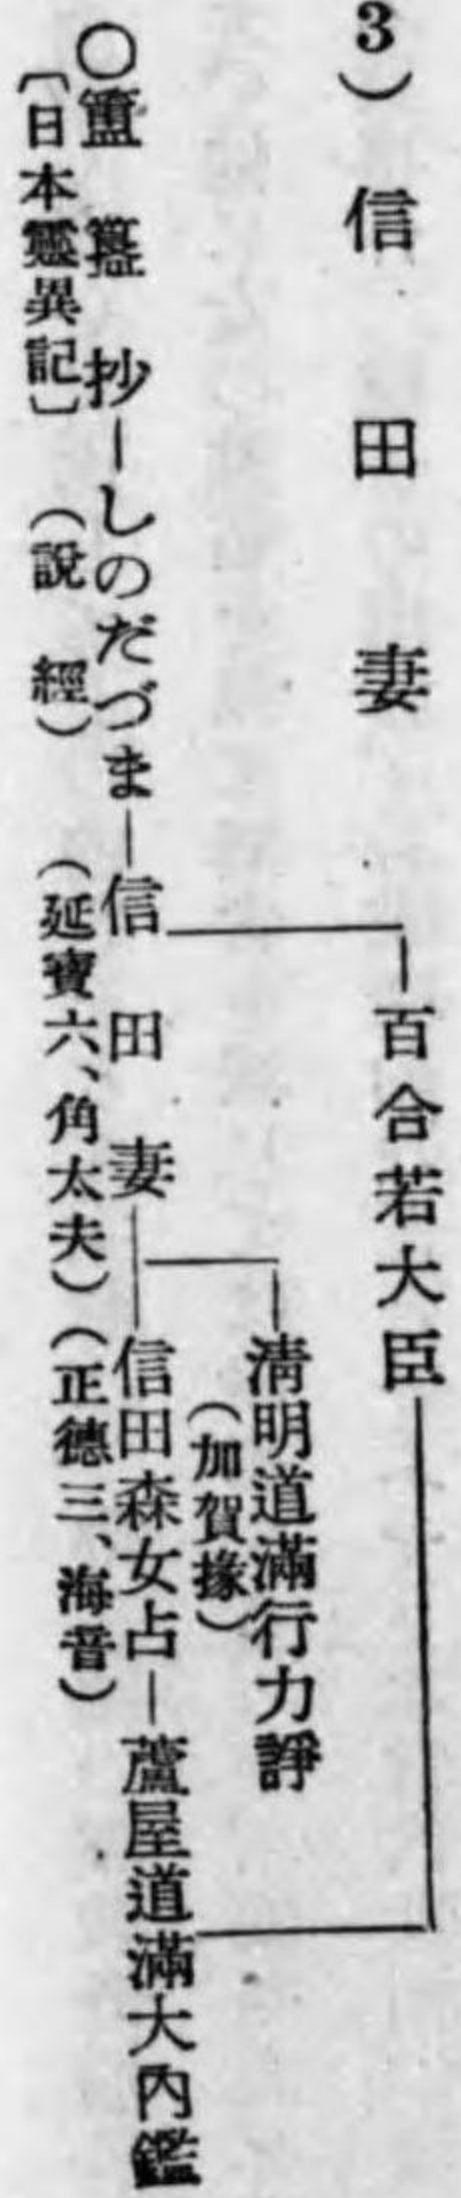 3）信田妻
百合若大臣
淸明道滿行力諍
（加賀掾）
〇簠簋抄―しのだづま―信田妻―信田森女占―蘆屋道滿大內鑑
〔日本靈異記〕（說經）（延寶六、角太夫）（正德三、海音）